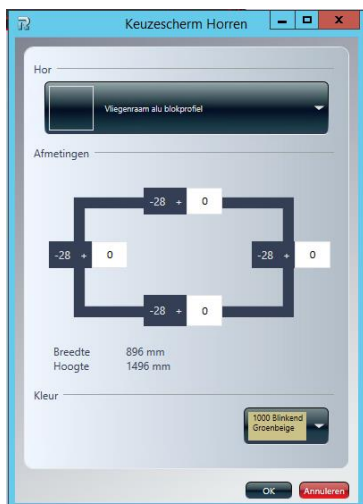 Keuzescherm Horren
Hor
Vliegenraam alu blokprofiel
Afmetingen
-28 + 0
-28 + 0 -28 + 0
-28 + 0
Breedte 896 mm
Hoogte 1496 mm
Kleur
1000 Blinkend
Groenbeige
OK Annuleren